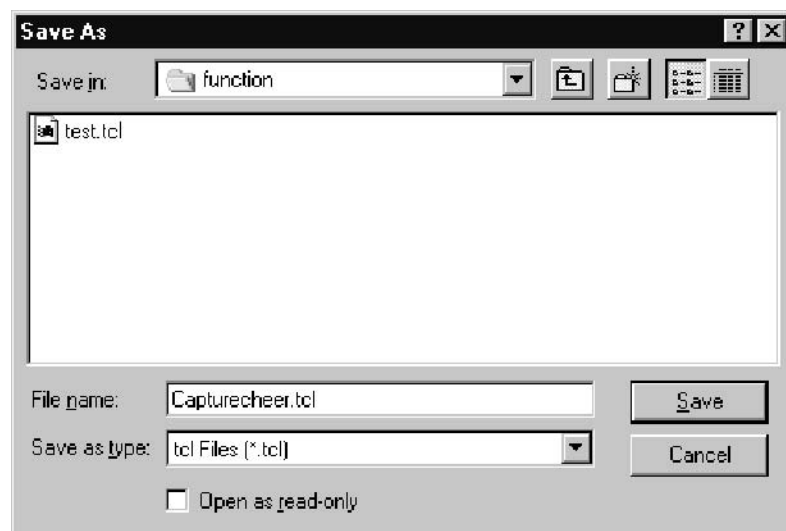 Save As
Save in: function
test.tcl
File name: Capturecheer.tcl Save
Save as type: tcl Files (*.tcl) Cancel
Open as read-only